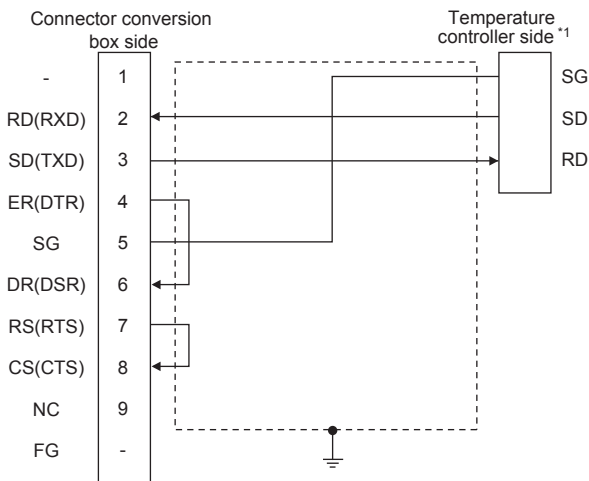 Connector conversion
box side
Temperature
controller side *1
- 1 SG
RD(RXD) 2 SD
SD(TXD) 3 RD
ER(DTR) 4
SG 5
DR(DSR) 6
RS(RTS) 7
CS(CTS) 8
NC 9
FG -